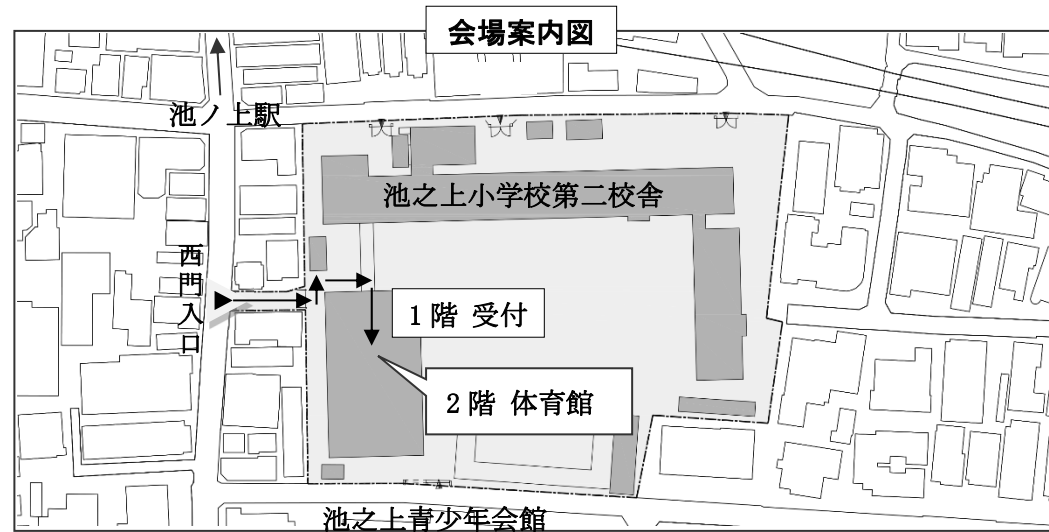 会場案内図
池ノ上駅
池之上小学校第二校舎
西門入口
1階 受付
2階 体育館
池之上青少年会館